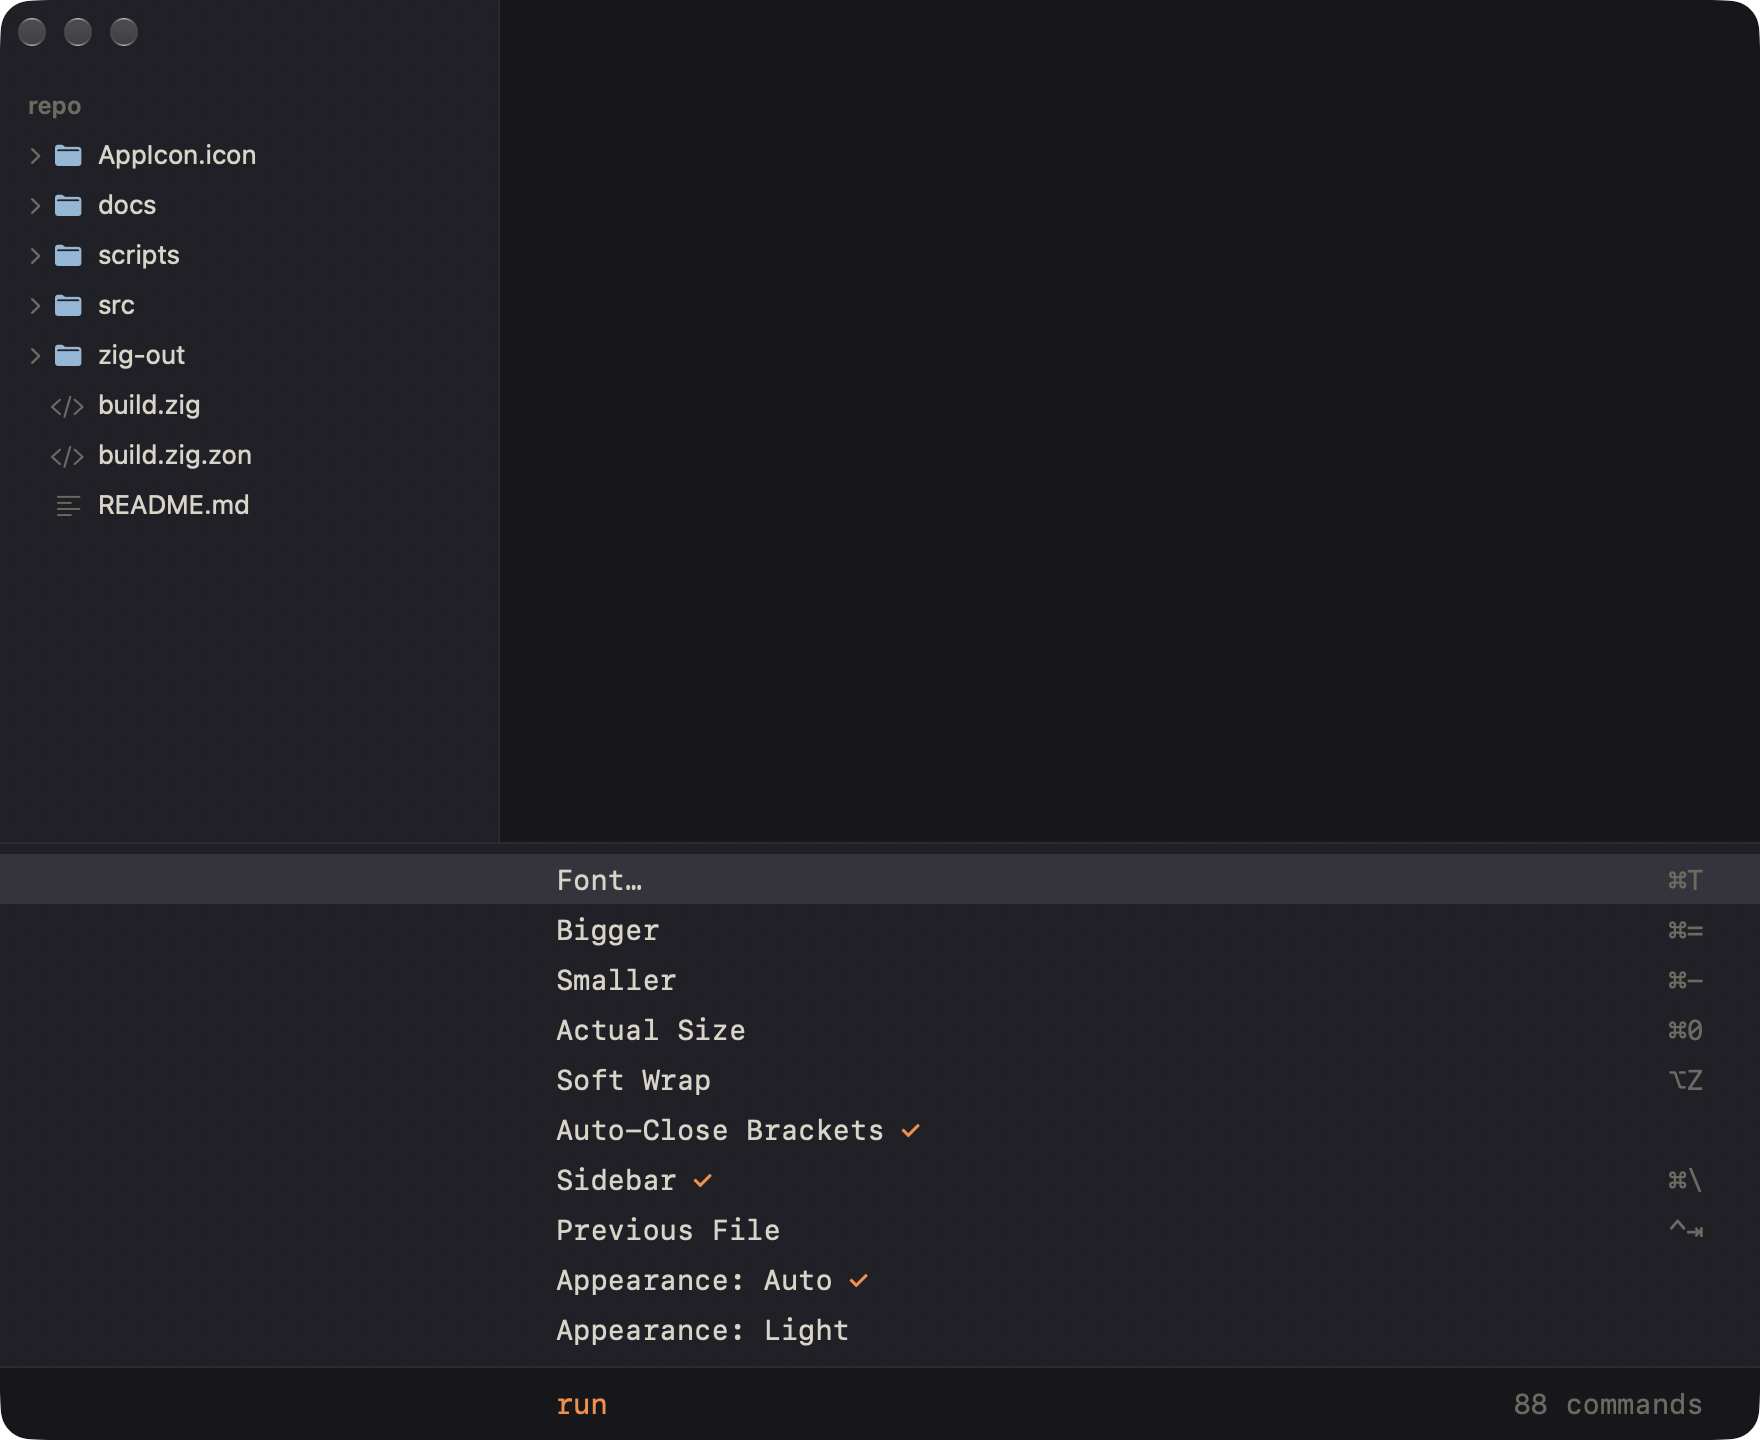 repo
AppIcon.icon
docs
scripts
src
zig-out
build.zig
build.zig.zon
README.md
Font… ⌘T
Bigger ⌘=
Smaller ⌘−
Actual Size ⌘0
Soft Wrap ⌥Z
Auto-Close Brackets ✓
Sidebar ✓ ⌘\
Previous File ^⇥
Appearance: Auto ✓
Appearance: Light
run 88 commands